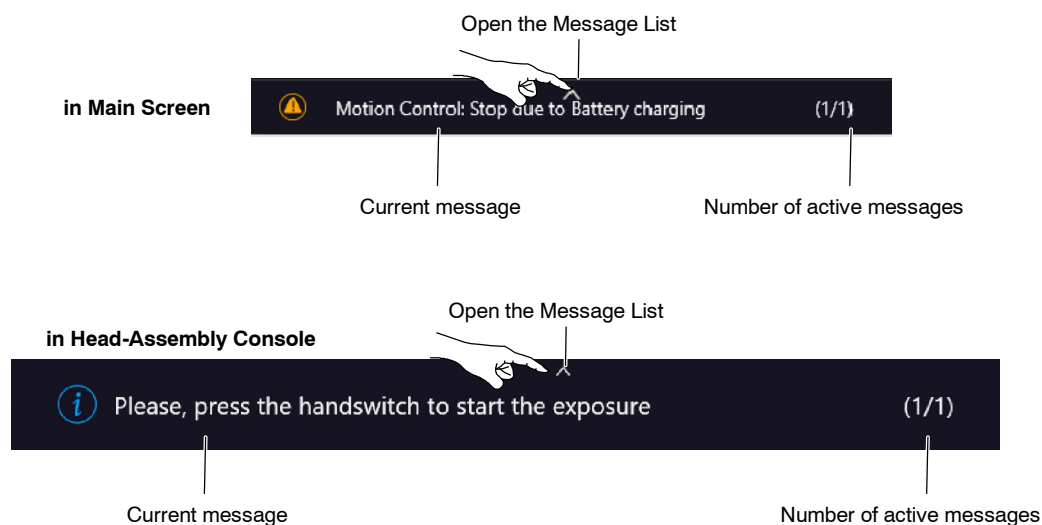 Open the Message List
in Main Screen
Motion Control: Stop due to Battery charging (1/1)
Current message
Number of active messages
Open the Message List
in Head-Assembly Console
i Please, press the handswitch to start the exposure (1/1)
Current message
Number of active messages